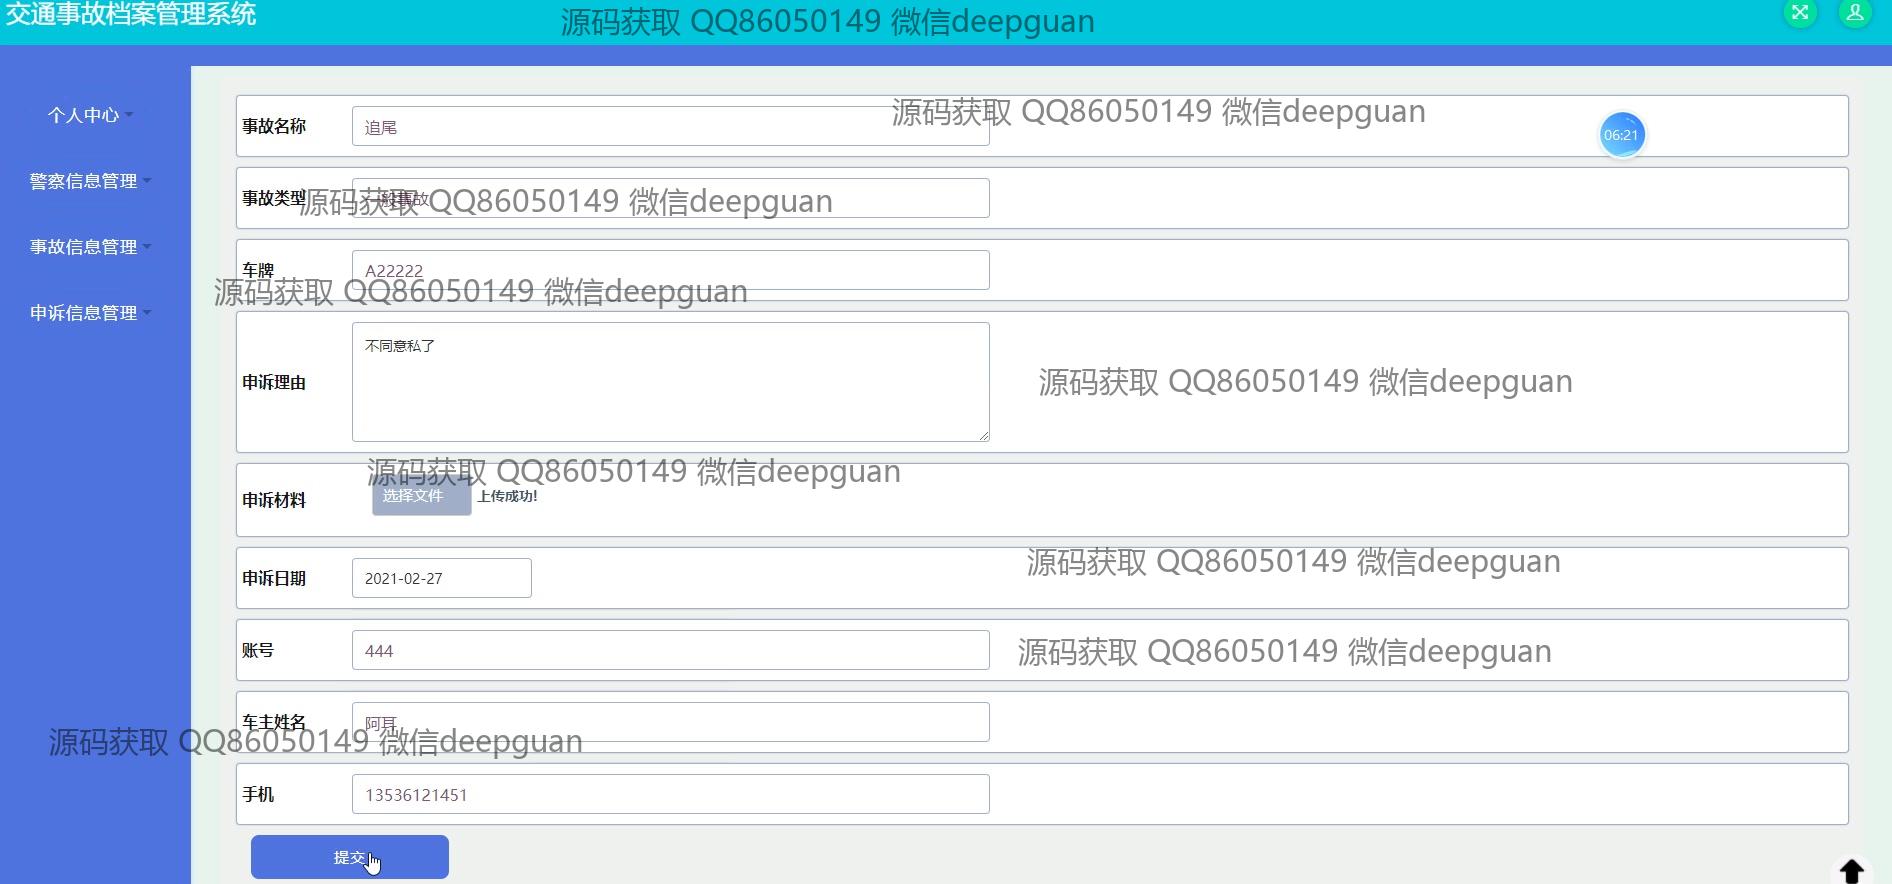 交通事故档案管理系统
源码获取 QQ86050149 微信deepguan
个人中心
警察信息管理
事故信息管理
申诉信息管理
事故名称
追尾
源码获取 QQ86050149 微信deepguan
06:21
事故类型
一般事故
源码获取 QQ86050149 微信deepguan
车牌
A22222
源码获取 QQ86050149 微信deepguan
申诉理由
不同意私了
源码获取 QQ86050149 微信deepguan
源码获取 QQ86050149 微信deepguan
申诉材料
选择文件 上传成功!
源码获取 QQ86050149 微信deepguan
申诉日期
2021-02-27
账号
444
源码获取 QQ86050149 微信deepguan
车主姓名
阿耳
源码获取 QQ86050149 微信deepguan
手机
13536121451
提交